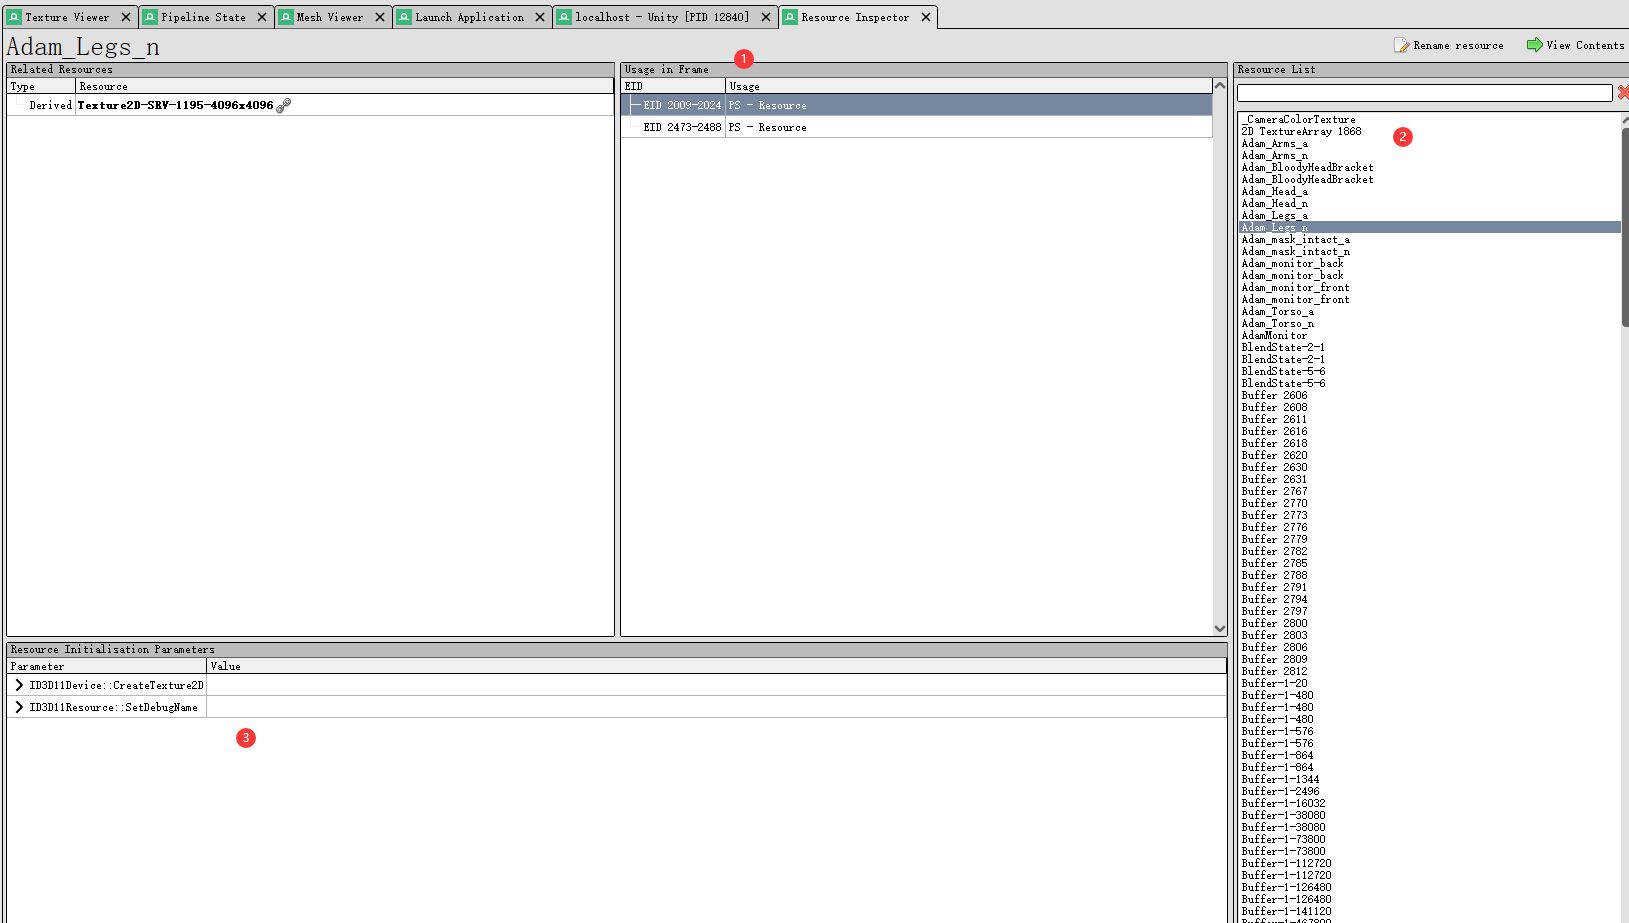 Texture Viewer
Pipeline State
Mesh Viewer
Launch Application
localhost - Unity [PID 12840]
Resource Inspector
Adam_Legs_n
Rename resource
View Contents
Related Resources
Type Resource
Derived Texture2D-SRV-1195-4096x4096
1
Usage in Frame
EID Usage
EID 2009-2024 PS - Resource
EID 2473-2488 PS - Resource
Resource Initialisation Parameters
Parameter Value
ID3D11Device::CreateTexture2D
ID3D11Resource::SetDebugName
3
Resource List
2
_CameraColorTexture
2D TextureArray 1868
Adam_Arms_a
Adam_Arms_n
Adam_BloodyHeadBracket
Adam_BloodyHeadBracket
Adam_Head_a
Adam_Head_n
Adam_Legs_a
Adam_Legs_n
Adam_mask_intact_a
Adam_mask_intact_n
Adam_monitor_back
Adam_monitor_back
Adam_monitor_front
Adam_monitor_front
Adam_Torso_a
Adam_Torso_n
AdamMonitor
BlendState-2-1
BlendState-2-1
BlendState-5-6
BlendState-5-6
Buffer 2606
Buffer 2608
Buffer 2611
Buffer 2616
Buffer 2618
Buffer 2620
Buffer 2630
Buffer 2631
Buffer 2767
Buffer 2770
Buffer 2773
Buffer 2776
Buffer 2779
Buffer 2782
Buffer 2785
Buffer 2788
Buffer 2791
Buffer 2794
Buffer 2797
Buffer 2800
Buffer 2803
Buffer 2806
Buffer 2809
Buffer 2812
Buffer-1-20
Buffer-1-480
Buffer-1-480
Buffer-1-480
Buffer-1-576
Buffer-1-576
Buffer-1-864
Buffer-1-864
Buffer-1-1344
Buffer-1-2496
Buffer-1-16032
Buffer-1-38080
Buffer-1-38080
Buffer-1-73800
Buffer-1-73800
Buffer-1-112720
Buffer-1-112720
Buffer-1-126480
Buffer-1-126480
Buffer-1-141120